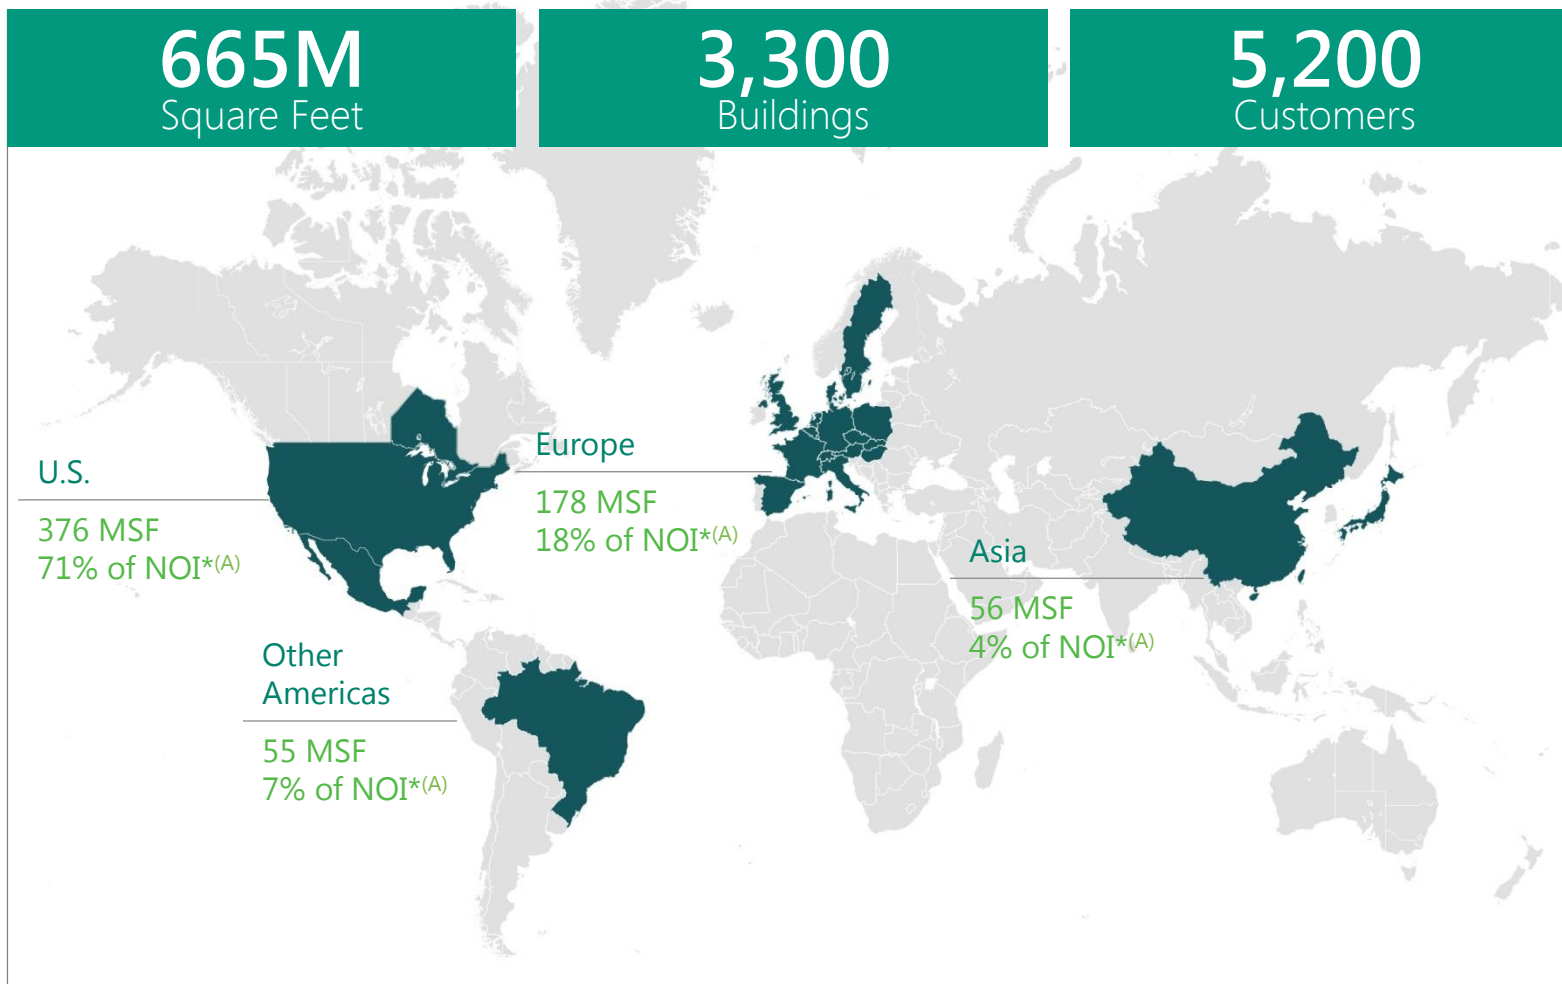 665M
Square Feet
3,300
Buildings
5,200
Customers
U.S.
376 MSF
71% of NOI*(A)
Other
Americas
55 MSF
7% of NOI*(A)
Europe
178 MSF
18% of NOI*(A)
Asia
56 MSF
4% of NOI*(A)